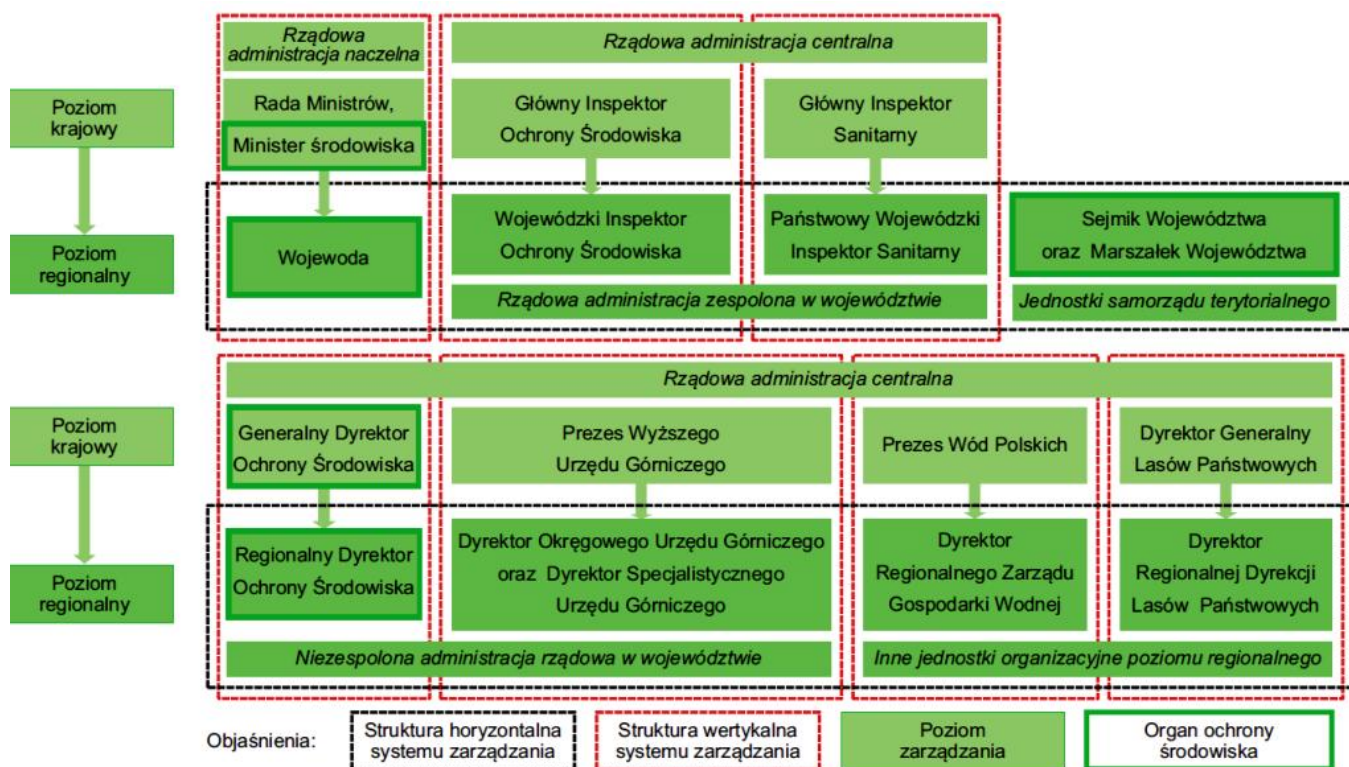 Rządowa
administracja naczelna
Rządowa administracja centralna
Poziom
krajowy
Rada Ministrów,
Minister środowiska
Główny Inspektor
Ochrony Środowiska
Główny Inspektor
Sanitarny
Poziom
regionalny
Wojewoda
Wojewódzki Inspektor
Ochrony Środowiska
Państwowy Wojewódzki
Inspektor Sanitarny
Sejmik Województwa
oraz Marszałek Województwa
Rządowa administracja zespolona w województwie
Jednostki samorządu terytorialnego
Rządowa administracja centralna
Poziom
krajowy
Generalny Dyrektor
Ochrony Środowiska
Prezes Wyższego
Urzędu Górniczego
Prezes Wód Polskich
Dyrektor Generalny
Lasów Państwowych
Poziom
regionalny
Regionalny Dyrektor
Ochrony Środowiska
Dyrektor Okręgowego Urzędu Górniczego
oraz Dyrektor Specjalistycznego
Urzędu Górniczego
Dyrektor
Regionalnego Zarządu
Gospodarki Wodnej
Dyrektor
Regionalnej Dyrekcji
Lasów Państwowych
Niezespolona administracja rządowa w województwie
Inne jednostki organizacyjne poziomu regionalnego
Objaśnienia:
Struktura horyzontalna
systemu zarządzania
Struktura wertykalna
systemu zarządzania
Poziom
zarządzania
Organ ochrony
środowiska